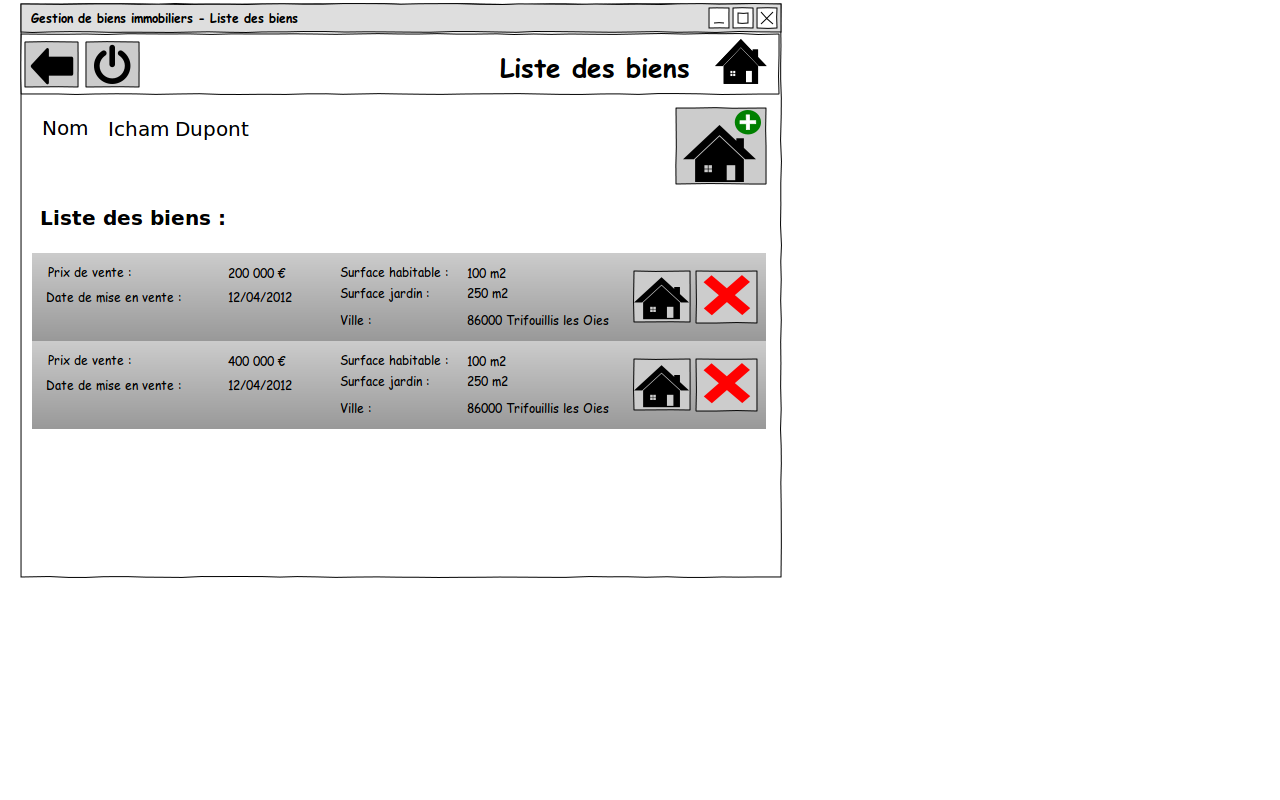 Gestion de biens immobiliers - Liste des biens
Liste des biens
Nom Icham Dupont
Liste des biens :
Prix de vente : 200 000 € Surface habitable : 100 m2
Date de mise en vente : 12/04/2012 Surface jardin : 250 m2
Ville : 86000 Trifouillis les Oies
Prix de vente : 400 000 € Surface habitable : 100 m2
Date de mise en vente : 12/04/2012 Surface jardin : 250 m2
Ville : 86000 Trifouillis les Oies